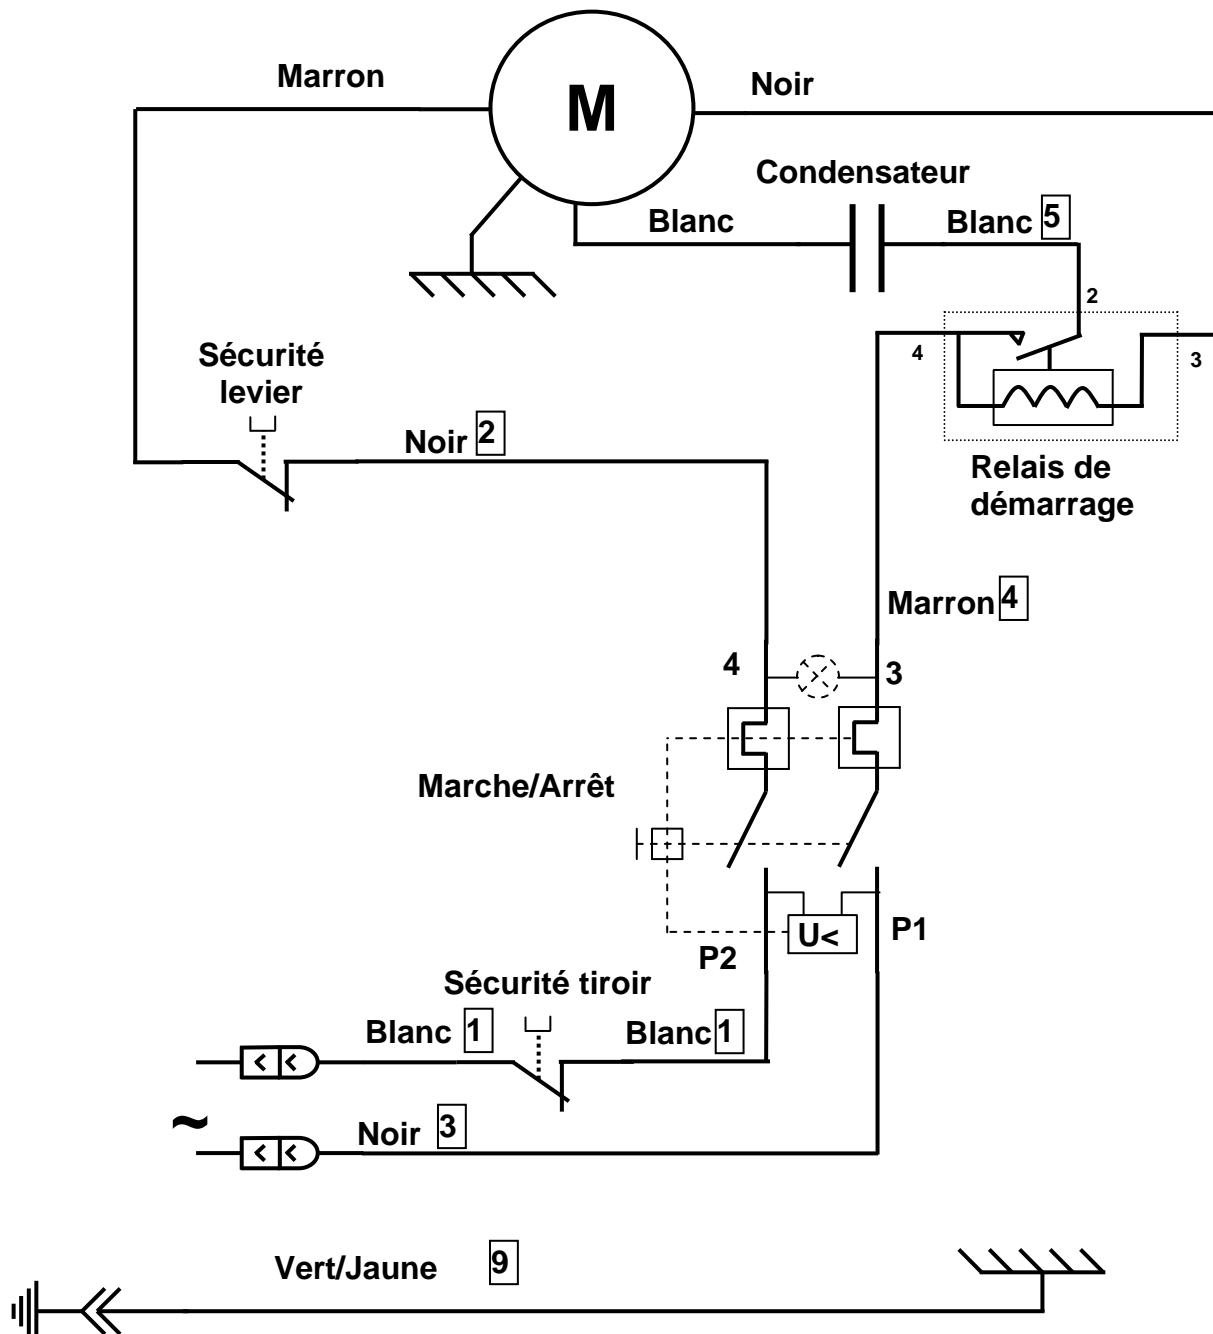 Marron
M
Noir
Condensateur
Blanc
Blanc 5
2
4
3
Sécurité
levier
Noir 2
Relais de
démarrage
Marron 4
4
3
Marche/Arrêt
U<
P1
P2
Sécurité tiroir
Blanc 1
Blanc 1
~
Noir 3
Vert/Jaune 9